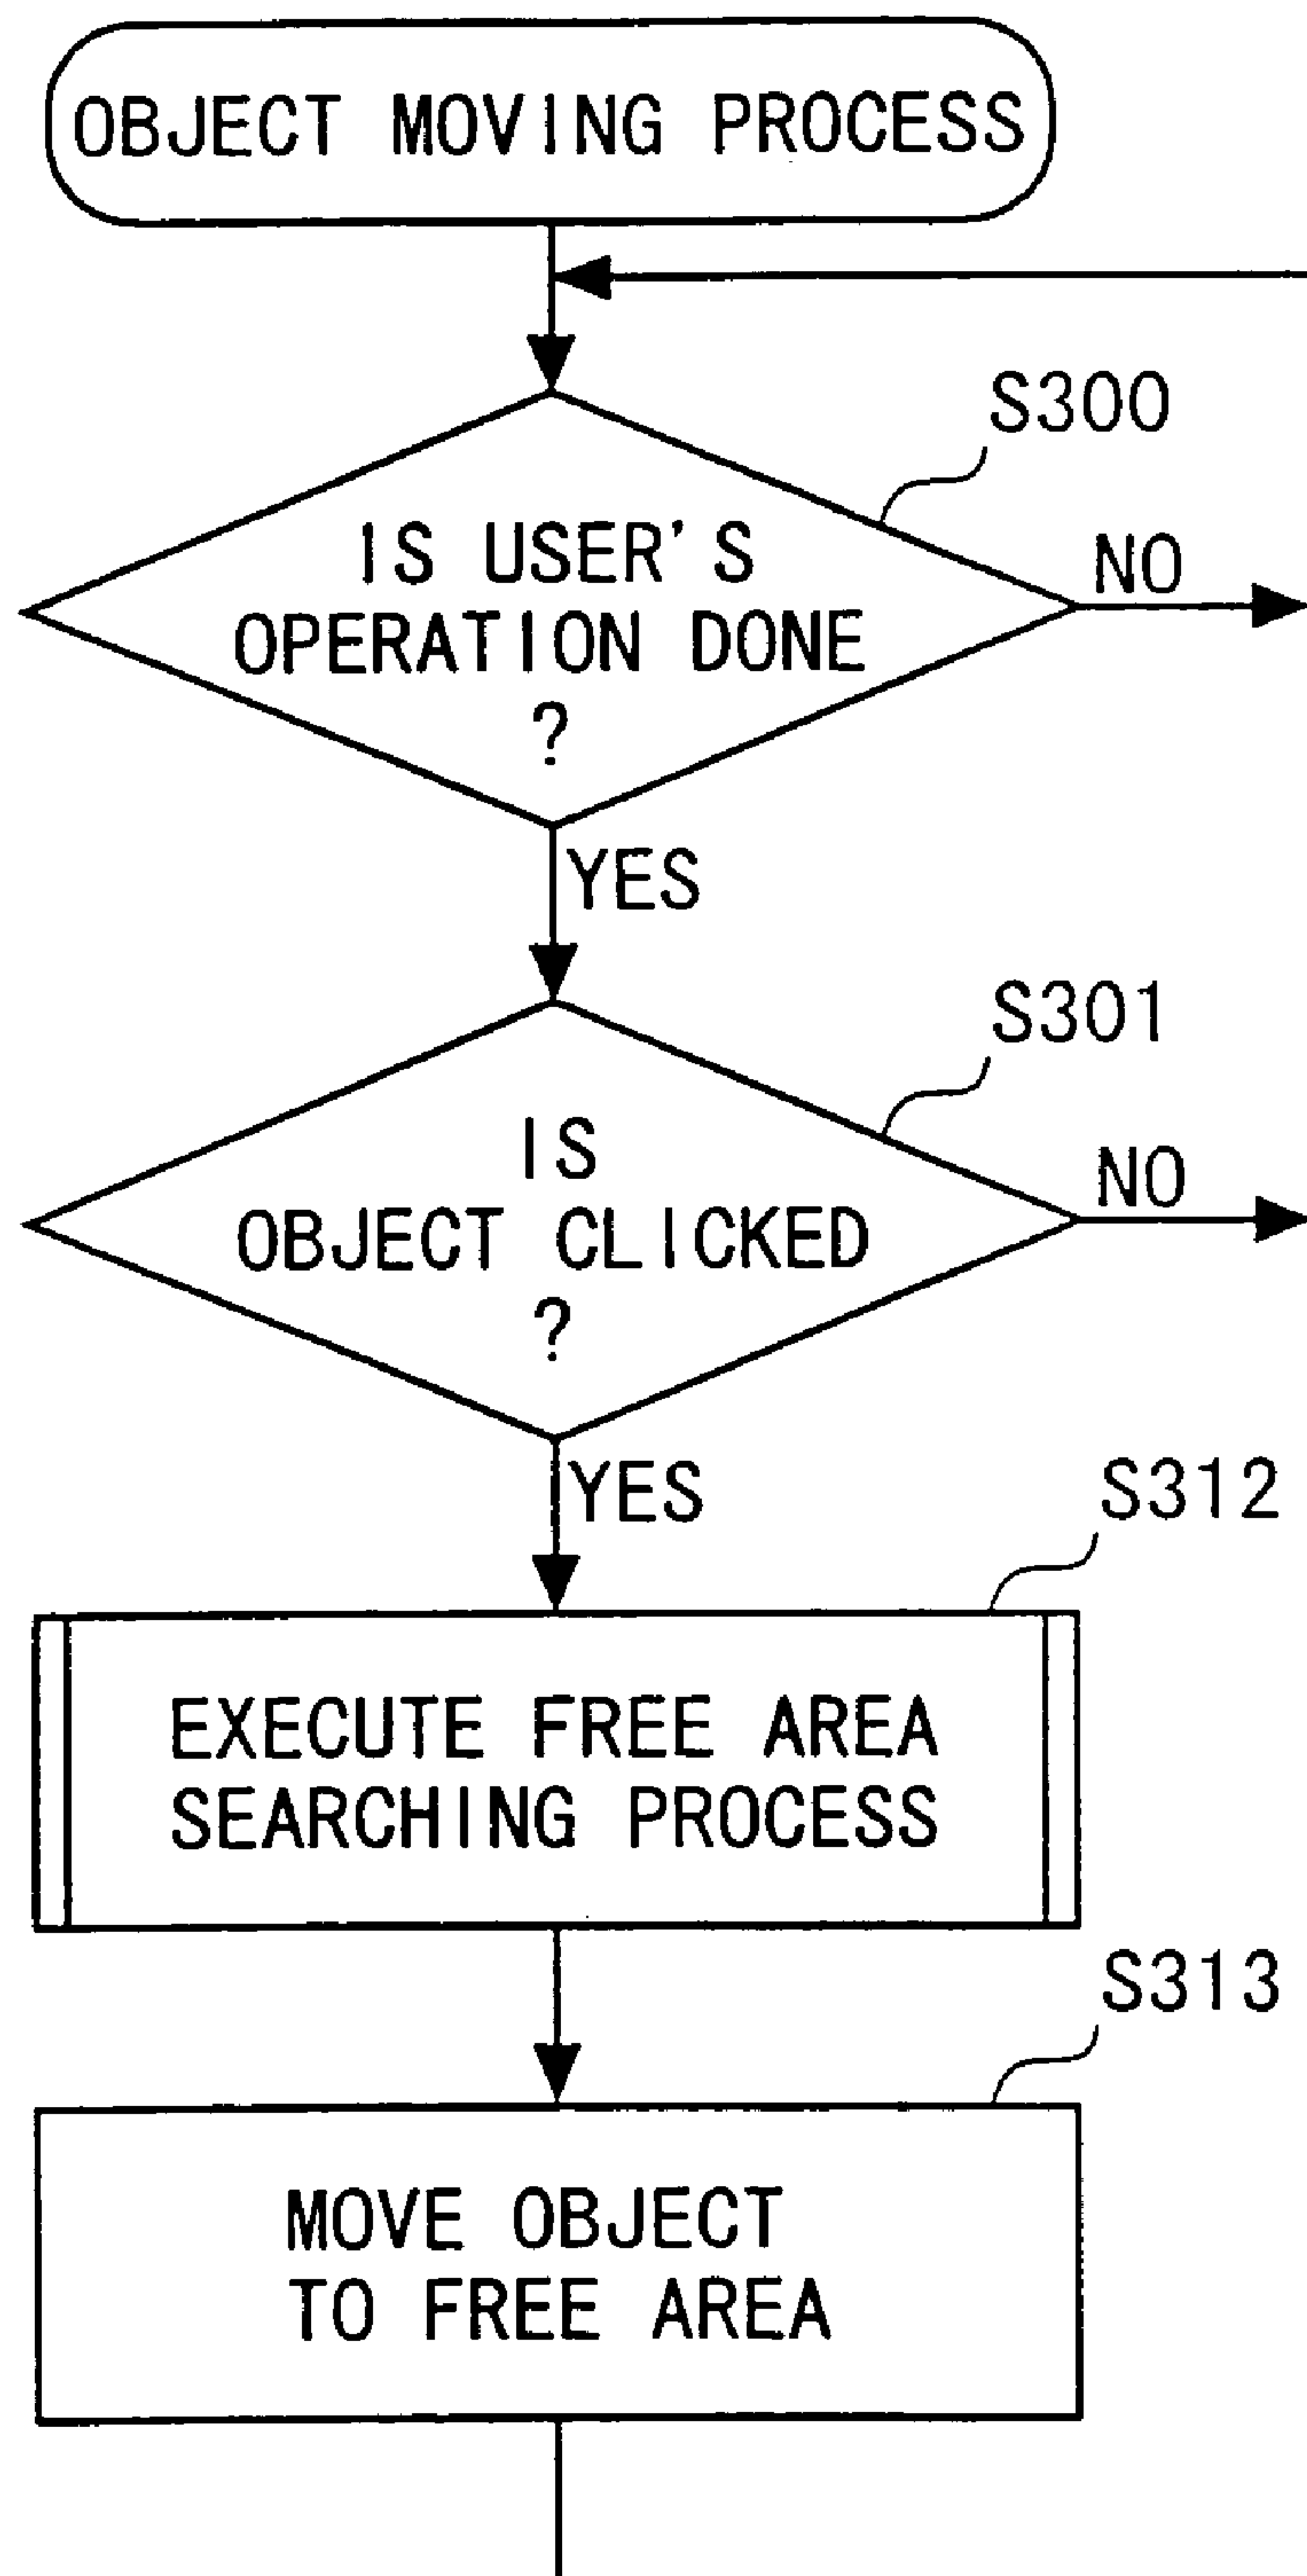 OBJECT MOVING PROCESS
S300
IS USER'S
OPERATION DONE
?
NO
YES
S301
IS
OBJECT CLICKED
?
NO
YES
S312
EXECUTE FREE AREA
SEARCHING PROCESS
S313
MOVE OBJECT
TO FREE AREA